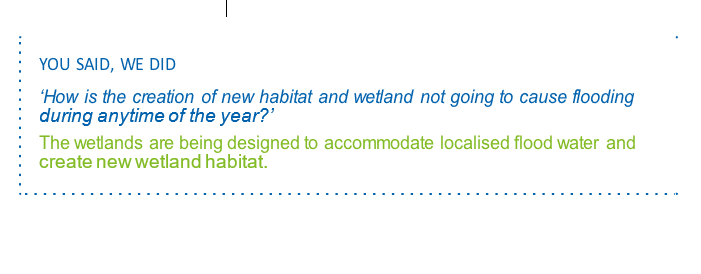 YOU SAID, WE DID
‘How is the creation of new habitat and wetland not going to cause flooding
during anytime of the year?’
The wetlands are being designed to accommodate localised flood water and
create new wetland habitat.